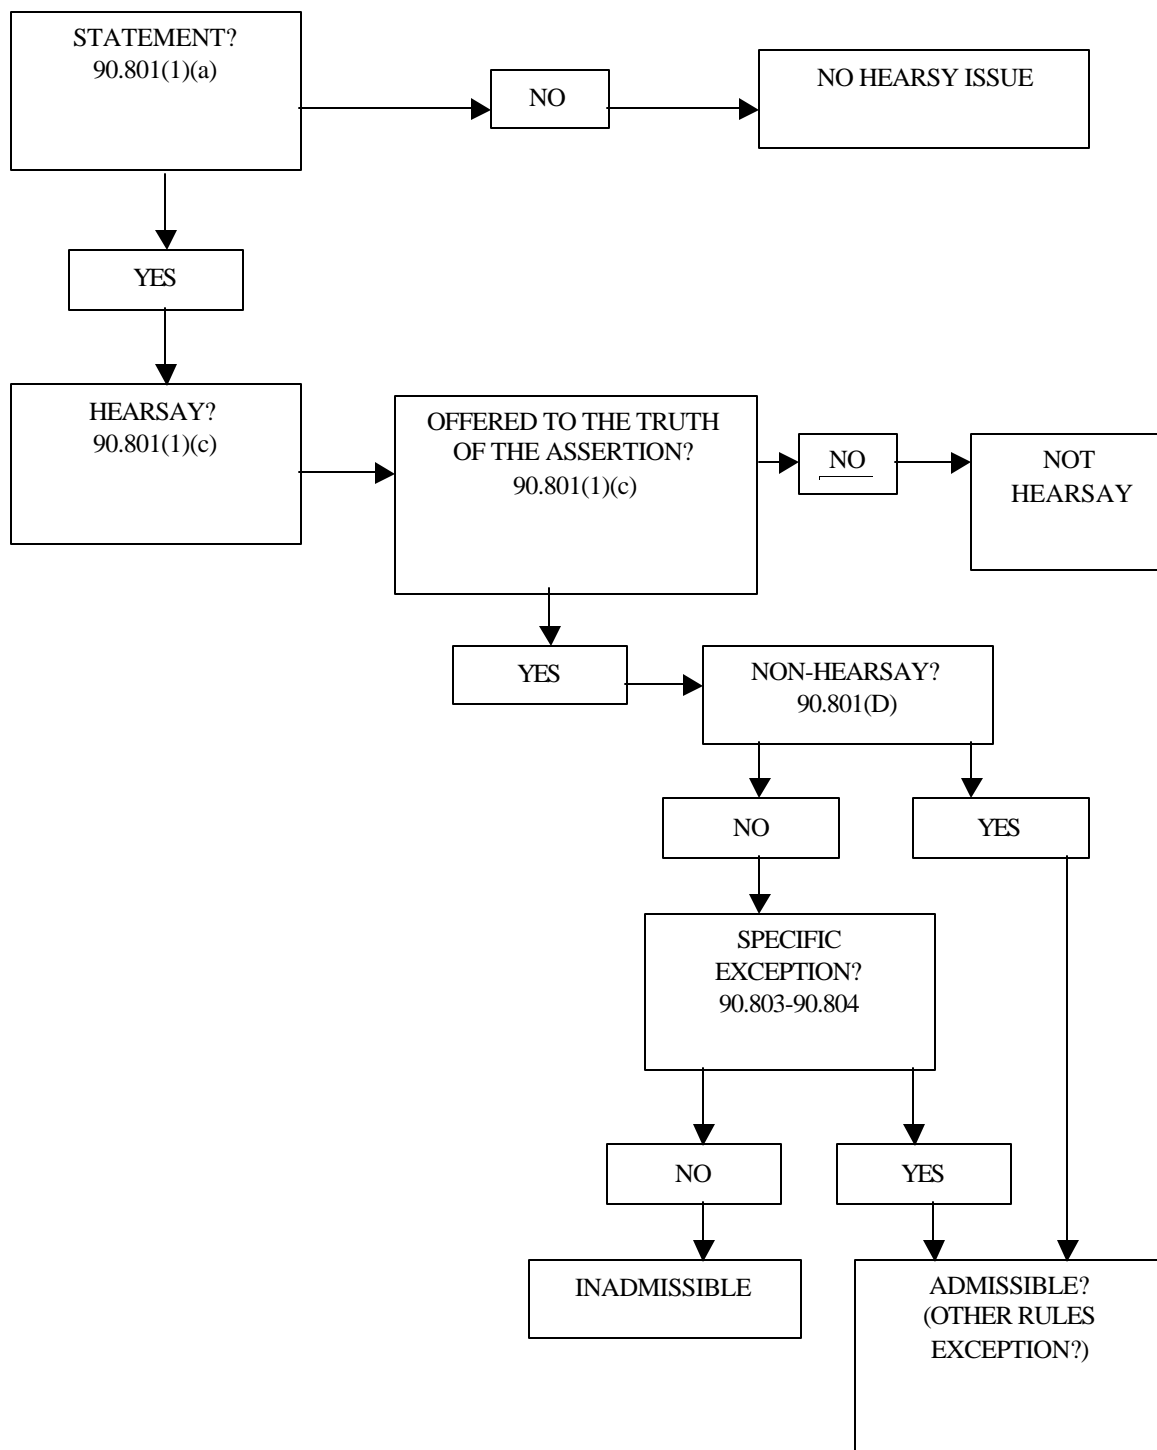 STATEMENT?
90.801(1)(a)
NO
NO HEARSY ISSUE
YES
HEARSAY?
90.801(1)(c)
OFFERED TO THE TRUTH
OF THE ASSERTION?
90.801(1)(c)
NO
NOT
HEARSAY
YES
NON-HEARSAY?
90.801(D)
NO
YES
SPECIFIC
EXCEPTION?
90.803-90.804
NO
YES
INADMISSIBLE
ADMISSIBLE?
(OTHER RULES
EXCEPTION?)